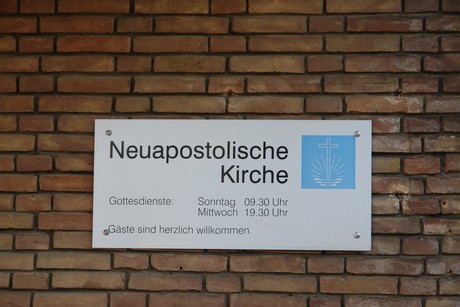 Neuapostolische
Kirche
Gottesdienste: Sonntag 09.30 Uhr
Mittwoch 19.30 Uhr
Gäste sind herzlich willkommen.